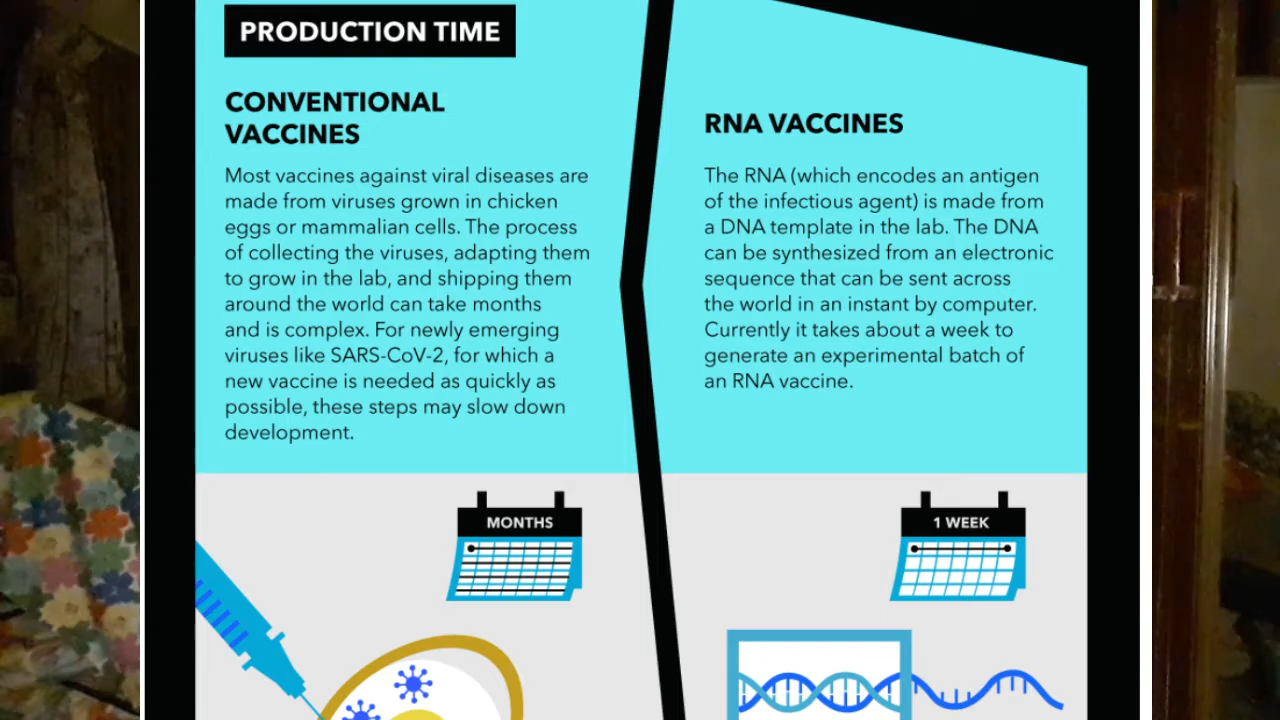 PRODUCTION TIME
CONVENTIONAL
VACCINES
Most vaccines against viral diseases are
made from viruses grown in chicken
eggs or mammalian cells. The process
of collecting the viruses, adapting them
to grow in the lab, and shipping them
around the world can take months
and is complex. For newly emerging
viruses like SARS-CoV-2, for which a
new vaccine is needed as quickly as
possible, these steps may slow down
development.
RNA VACCINES
The RNA (which encodes an antigen
of the infectious agent) is made from
a DNA template in the lab. The DNA
can be synthesized from an electronic
sequence that can be sent across
the world in an instant by computer.
Currently it takes about a week to
generate an experimental batch of
an RNA vaccine.
MONTHS
1 WEEK